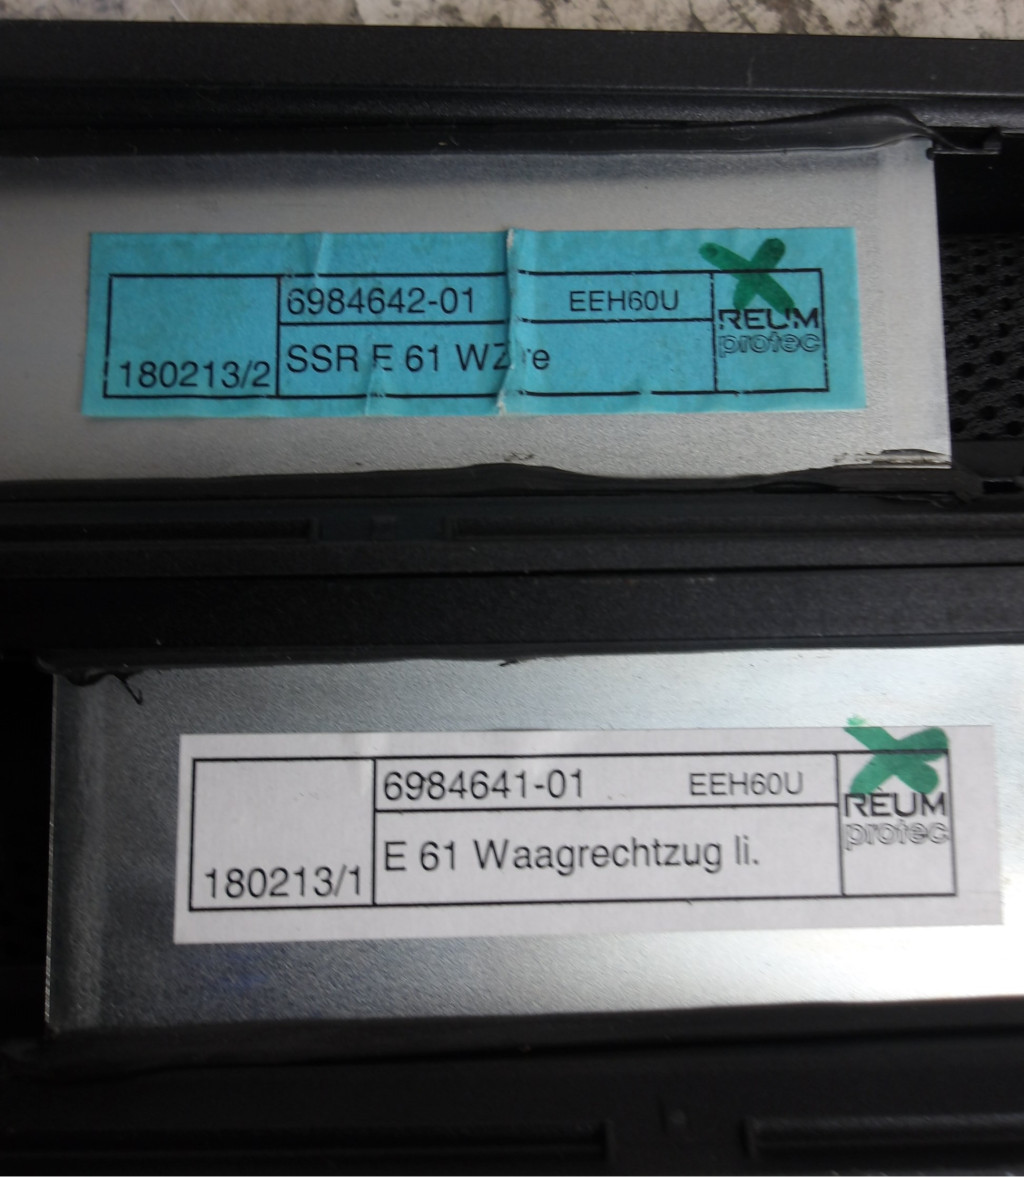 6984642-01 EEH60U
REUM
protec
SSR E 61 WZ re
180213/2
6984641-01 EEH60U
REUM
protec
E 61 Waagrechtzug li.
180213/1